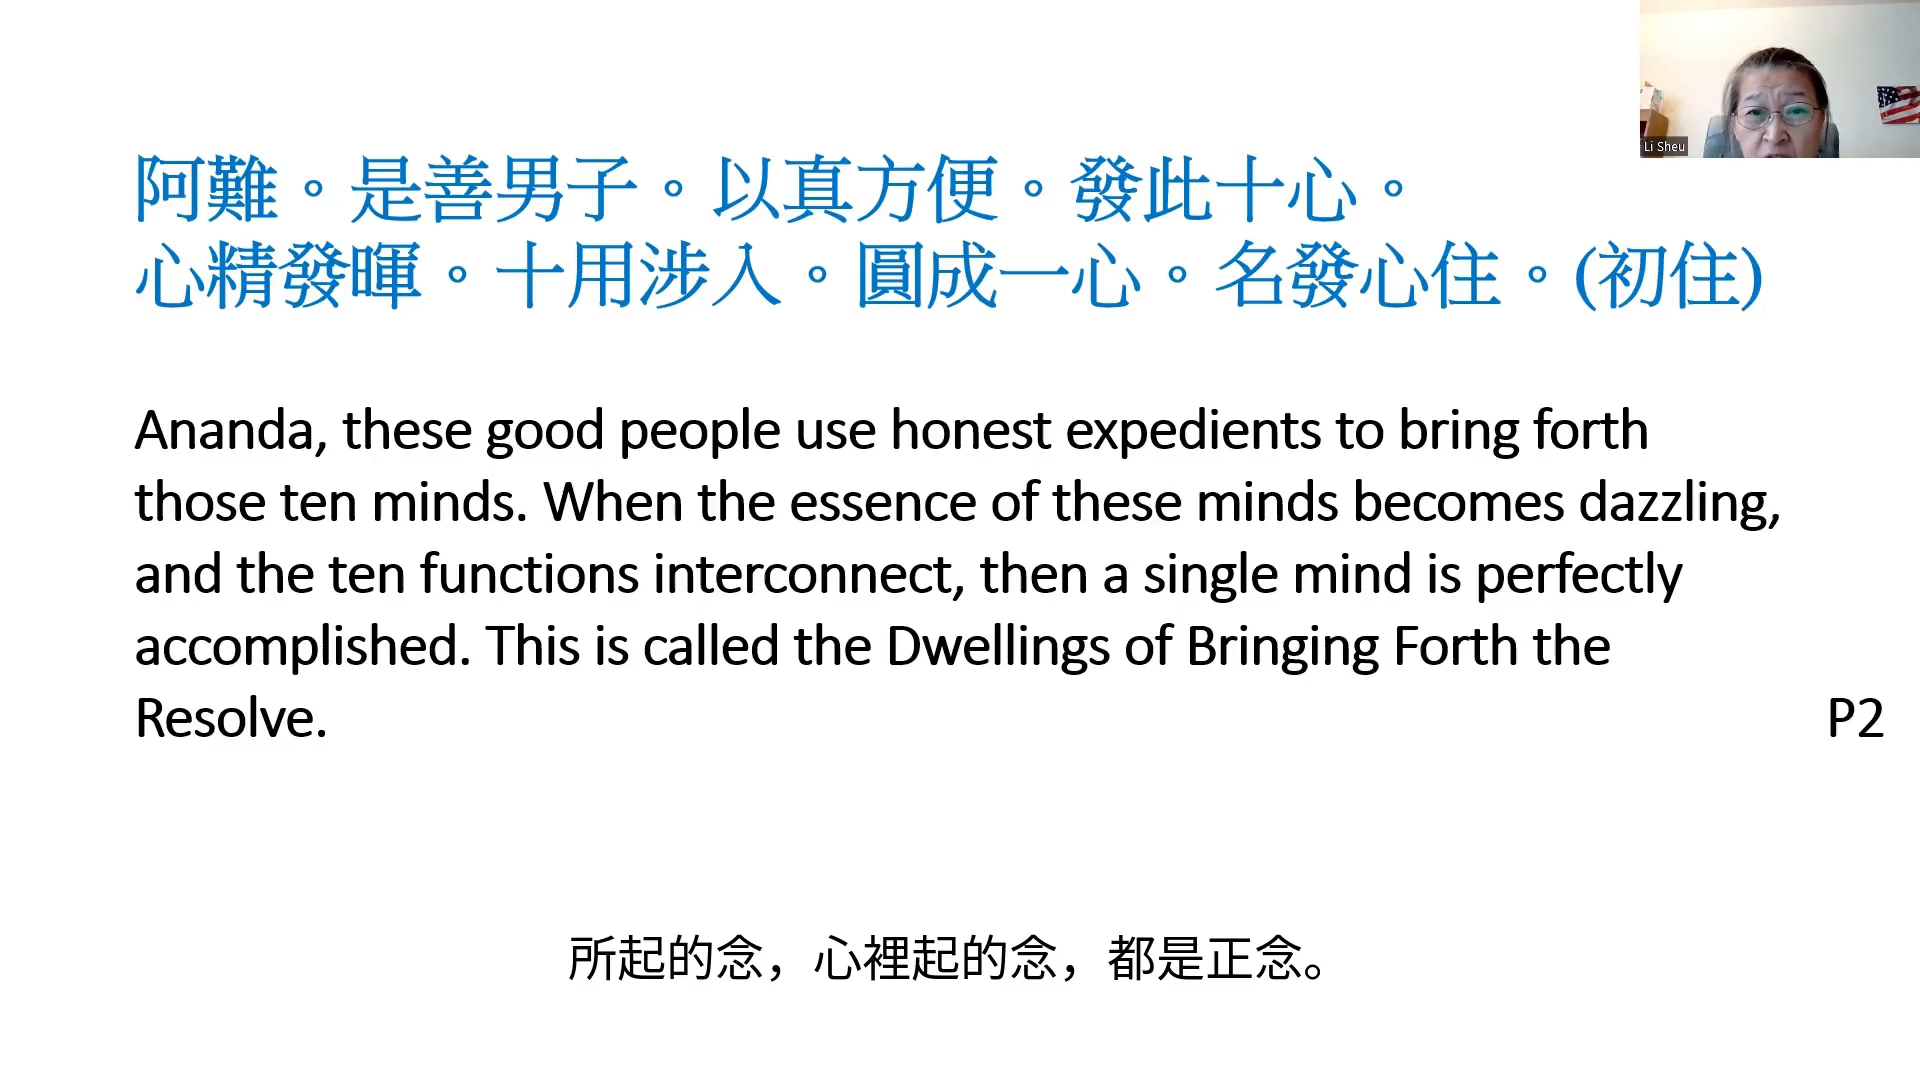 Li Sheu
阿難。是善男子。以真方便。發此十心。
心精發暉。十用涉入。圓成一心。名發心住。(初住)
Ananda, these good people use honest expedients to bring forth
those ten minds. When the essence of these minds becomes dazzling,
and the ten functions interconnect, then a single mind is perfectly
accomplished. This is called the Dwellings of Bringing Forth the
Resolve.
P2
所起的念，心裡起的念，都是正念。